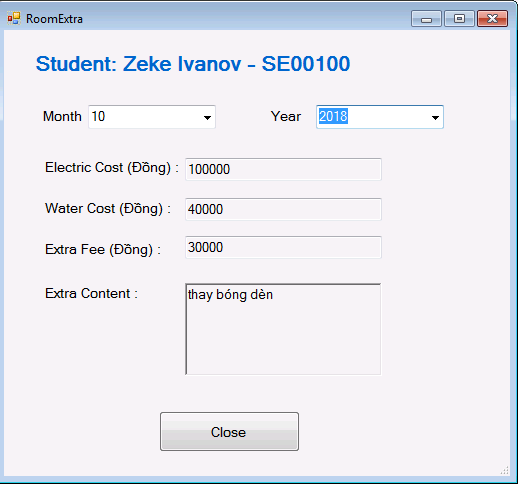 RoomExtra
Student: Zeke Ivanov - SE00100
Month 10 Year 2018
Electric Cost (Đồng) : 100000
Water Cost (Đồng) : 40000
Extra Fee (Đồng) : 30000
Extra Content : thay bóng dèn
Close